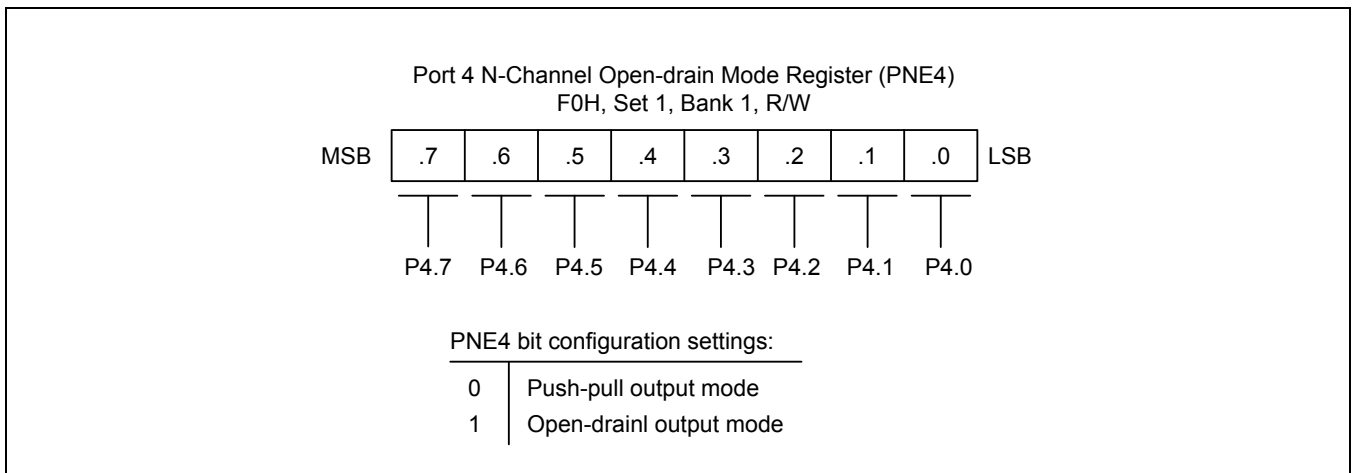 Port 4 N-Channel Open-drain Mode Register (PNE4)
F0H, Set 1, Bank 1, R/W
MSB .7 .6 .5 .4 .3 .2 .1 .0 LSB
P4.7 P4.6 P4.5 P4.4 P4.3 P4.2 P4.1 P4.0
PNE4 bit configuration settings:
0 Push-pull output mode
1 Open-drainl output mode